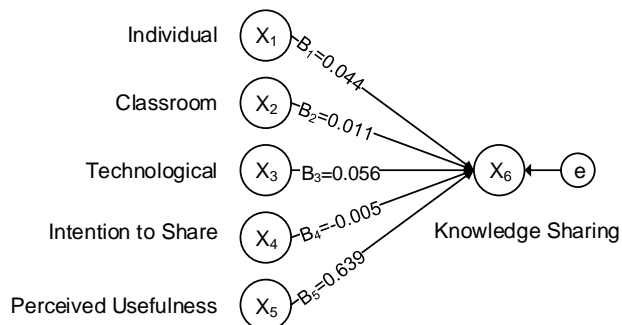 Individual X1 B1=0.044
Classroom X2 B2=0.011
Technological X3 B3=0.056 X6 e
Intention to Share X4 B4=-0.005 Knowledge Sharing
Perceived Usefulness X5 B5=0.639